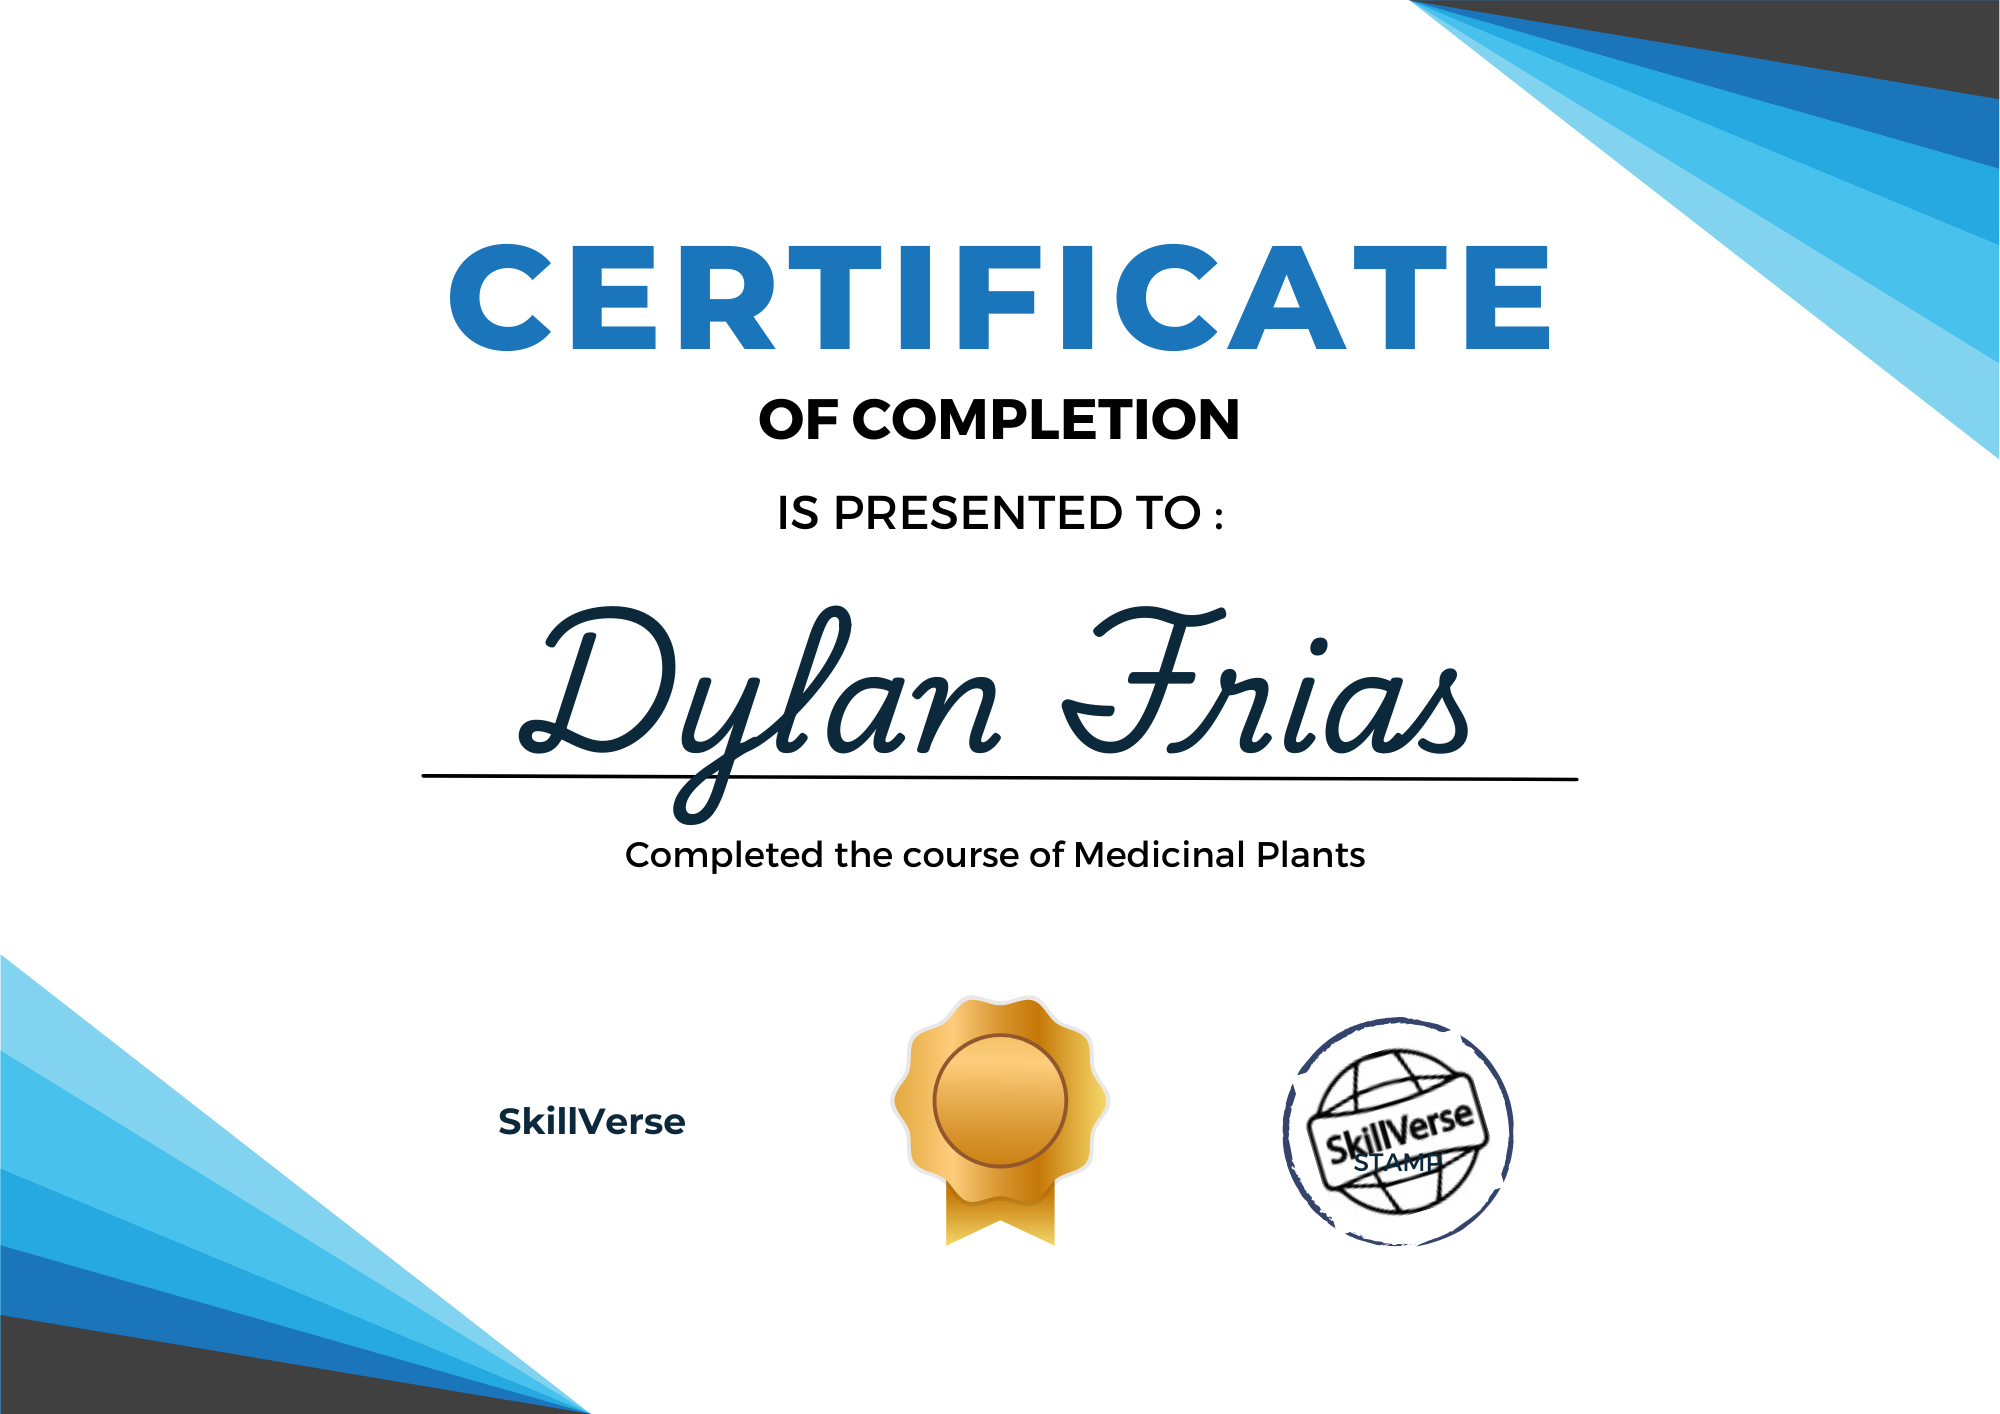 CERTIFICATE
OF COMPLETION
IS PRESENTED TO :
Dylan Frias
Completed the course of Medicinal Plants
SkillVerse
SkillVerse
STAMP